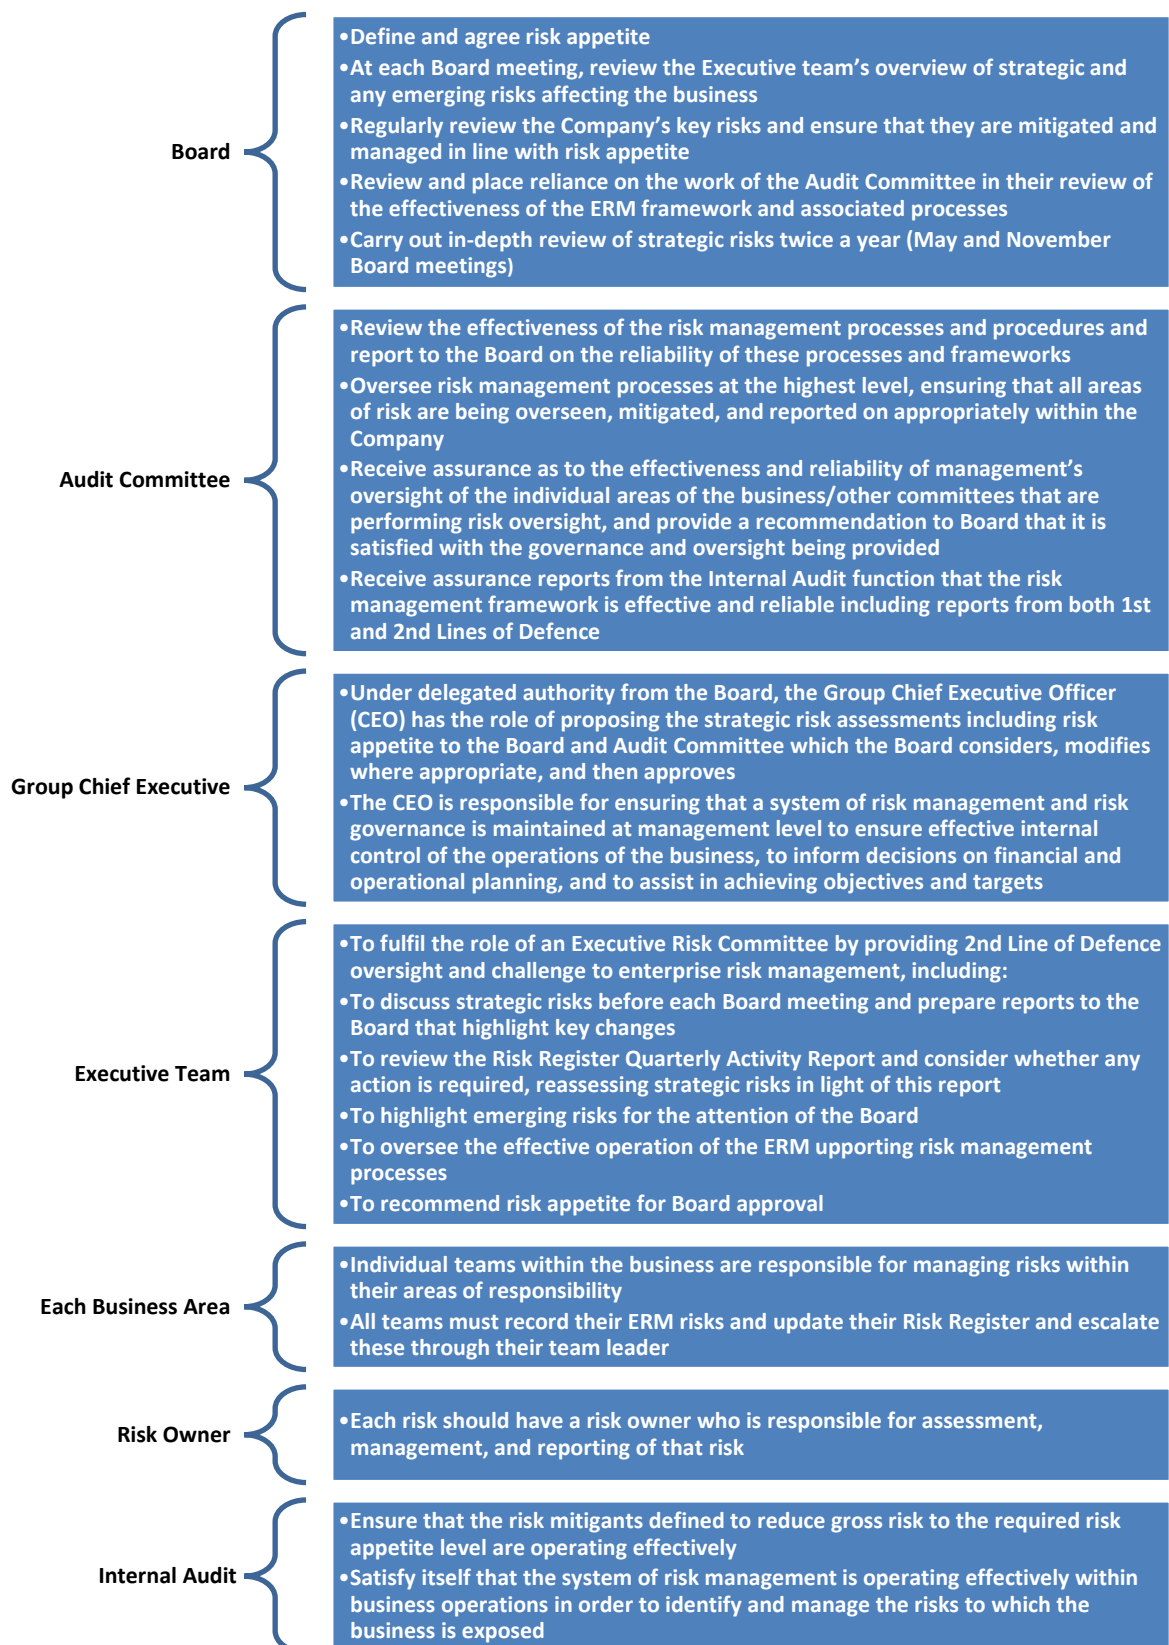 Board
•Define and agree risk appetite
•At each Board meeting, review the Executive team’s overview of strategic and
any emerging risks affecting the business
•Regularly review the Company’s key risks and ensure that they are mitigated and
managed in line with risk appetite
•Review and place reliance on the work of the Audit Committee in their review of
the effectiveness of the ERM framework and associated processes
•Carry out in-depth review of strategic risks twice a year (May and November
Board meetings)
Audit Committee
•Review the effectiveness of the risk management processes and procedures and
report to the Board on the reliability of these processes and frameworks
•Oversee risk management processes at the highest level, ensuring that all areas
of risk are being overseen, mitigated, and reported on appropriately within the
Company
•Receive assurance as to the effectiveness and reliability of management’s
oversight of the individual areas of the business/other committees that are
performing risk oversight, and provide a recommendation to Board that it is
satisfied with the governance and oversight being provided
•Receive assurance reports from the Internal Audit function that the risk
management framework is effective and reliable including reports from both 1st
and 2nd Lines of Defence
Group Chief Executive
•Under delegated authority from the Board, the Group Chief Executive Officer
(CEO) has the role of proposing the strategic risk assessments including risk
appetite to the Board and Audit Committee which the Board considers, modifies
where appropriate, and then approves
•The CEO is responsible for ensuring that a system of risk management and risk
governance is maintained at management level to ensure effective internal
control of the operations of the business, to inform decisions on financial and
operational planning, and to assist in achieving objectives and targets
Executive Team
•To fulfil the role of an Executive Risk Committee by providing 2nd Line of Defence
oversight and challenge to enterprise risk management, including:
•To discuss strategic risks before each Board meeting and prepare reports to the
Board that highlight key changes
•To review the Risk Register Quarterly Activity Report and consider whether any
action is required, reassessing strategic risks in light of this report
•To highlight emerging risks for the attention of the Board
•To oversee the effective operation of the ERM upporting risk management
processes
•To recommend risk appetite for Board approval
Each Business Area
•Individual teams within the business are responsible for managing risks within
their areas of responsibility
•All teams must record their ERM risks and update their Risk Register and escalate
these through their team leader
Risk Owner
•Each risk should have a risk owner who is responsible for assessment,
management, and reporting of that risk
Internal Audit
•Ensure that the risk mitigants defined to reduce gross risk to the required risk
appetite level are operating effectively
•Satisfy itself that the system of risk management is operating effectively within
business operations in order to identify and manage the risks to which the
business is exposed